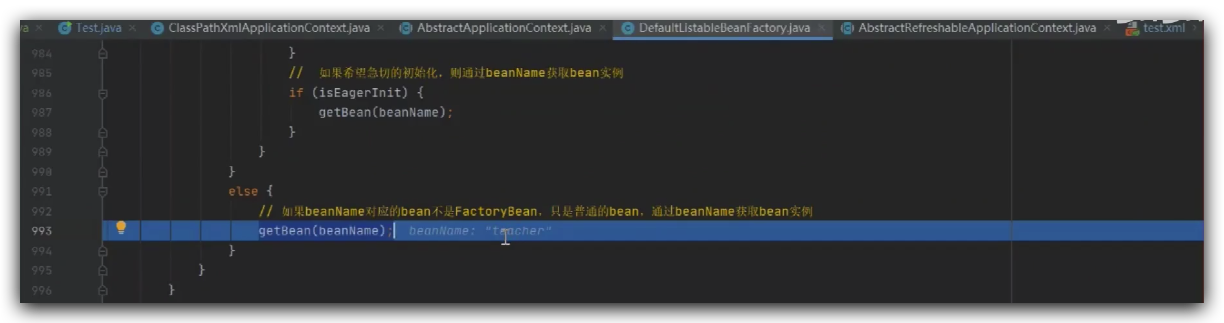 Test.java × ClassPathXmlApplicationContext.java × AbstractApplicationContext.java × DefaultListableBeanFactory.java × AbstractRefreshableApplicationContext.java × test.xml ×
984 }
985 // 如果希望急切的初始化,则通过beanName获取bean实例
986 if (isEagerInit) {
987 getBean(beanName);
988 }
989 }
990 }
991 else {
992 // 如果beanName对应的bean不是FactoryBean,只是普通的bean,通过beanName获取bean实例
993 getBean(beanName); beanName: "teacher"
994 }
995 }
996 }